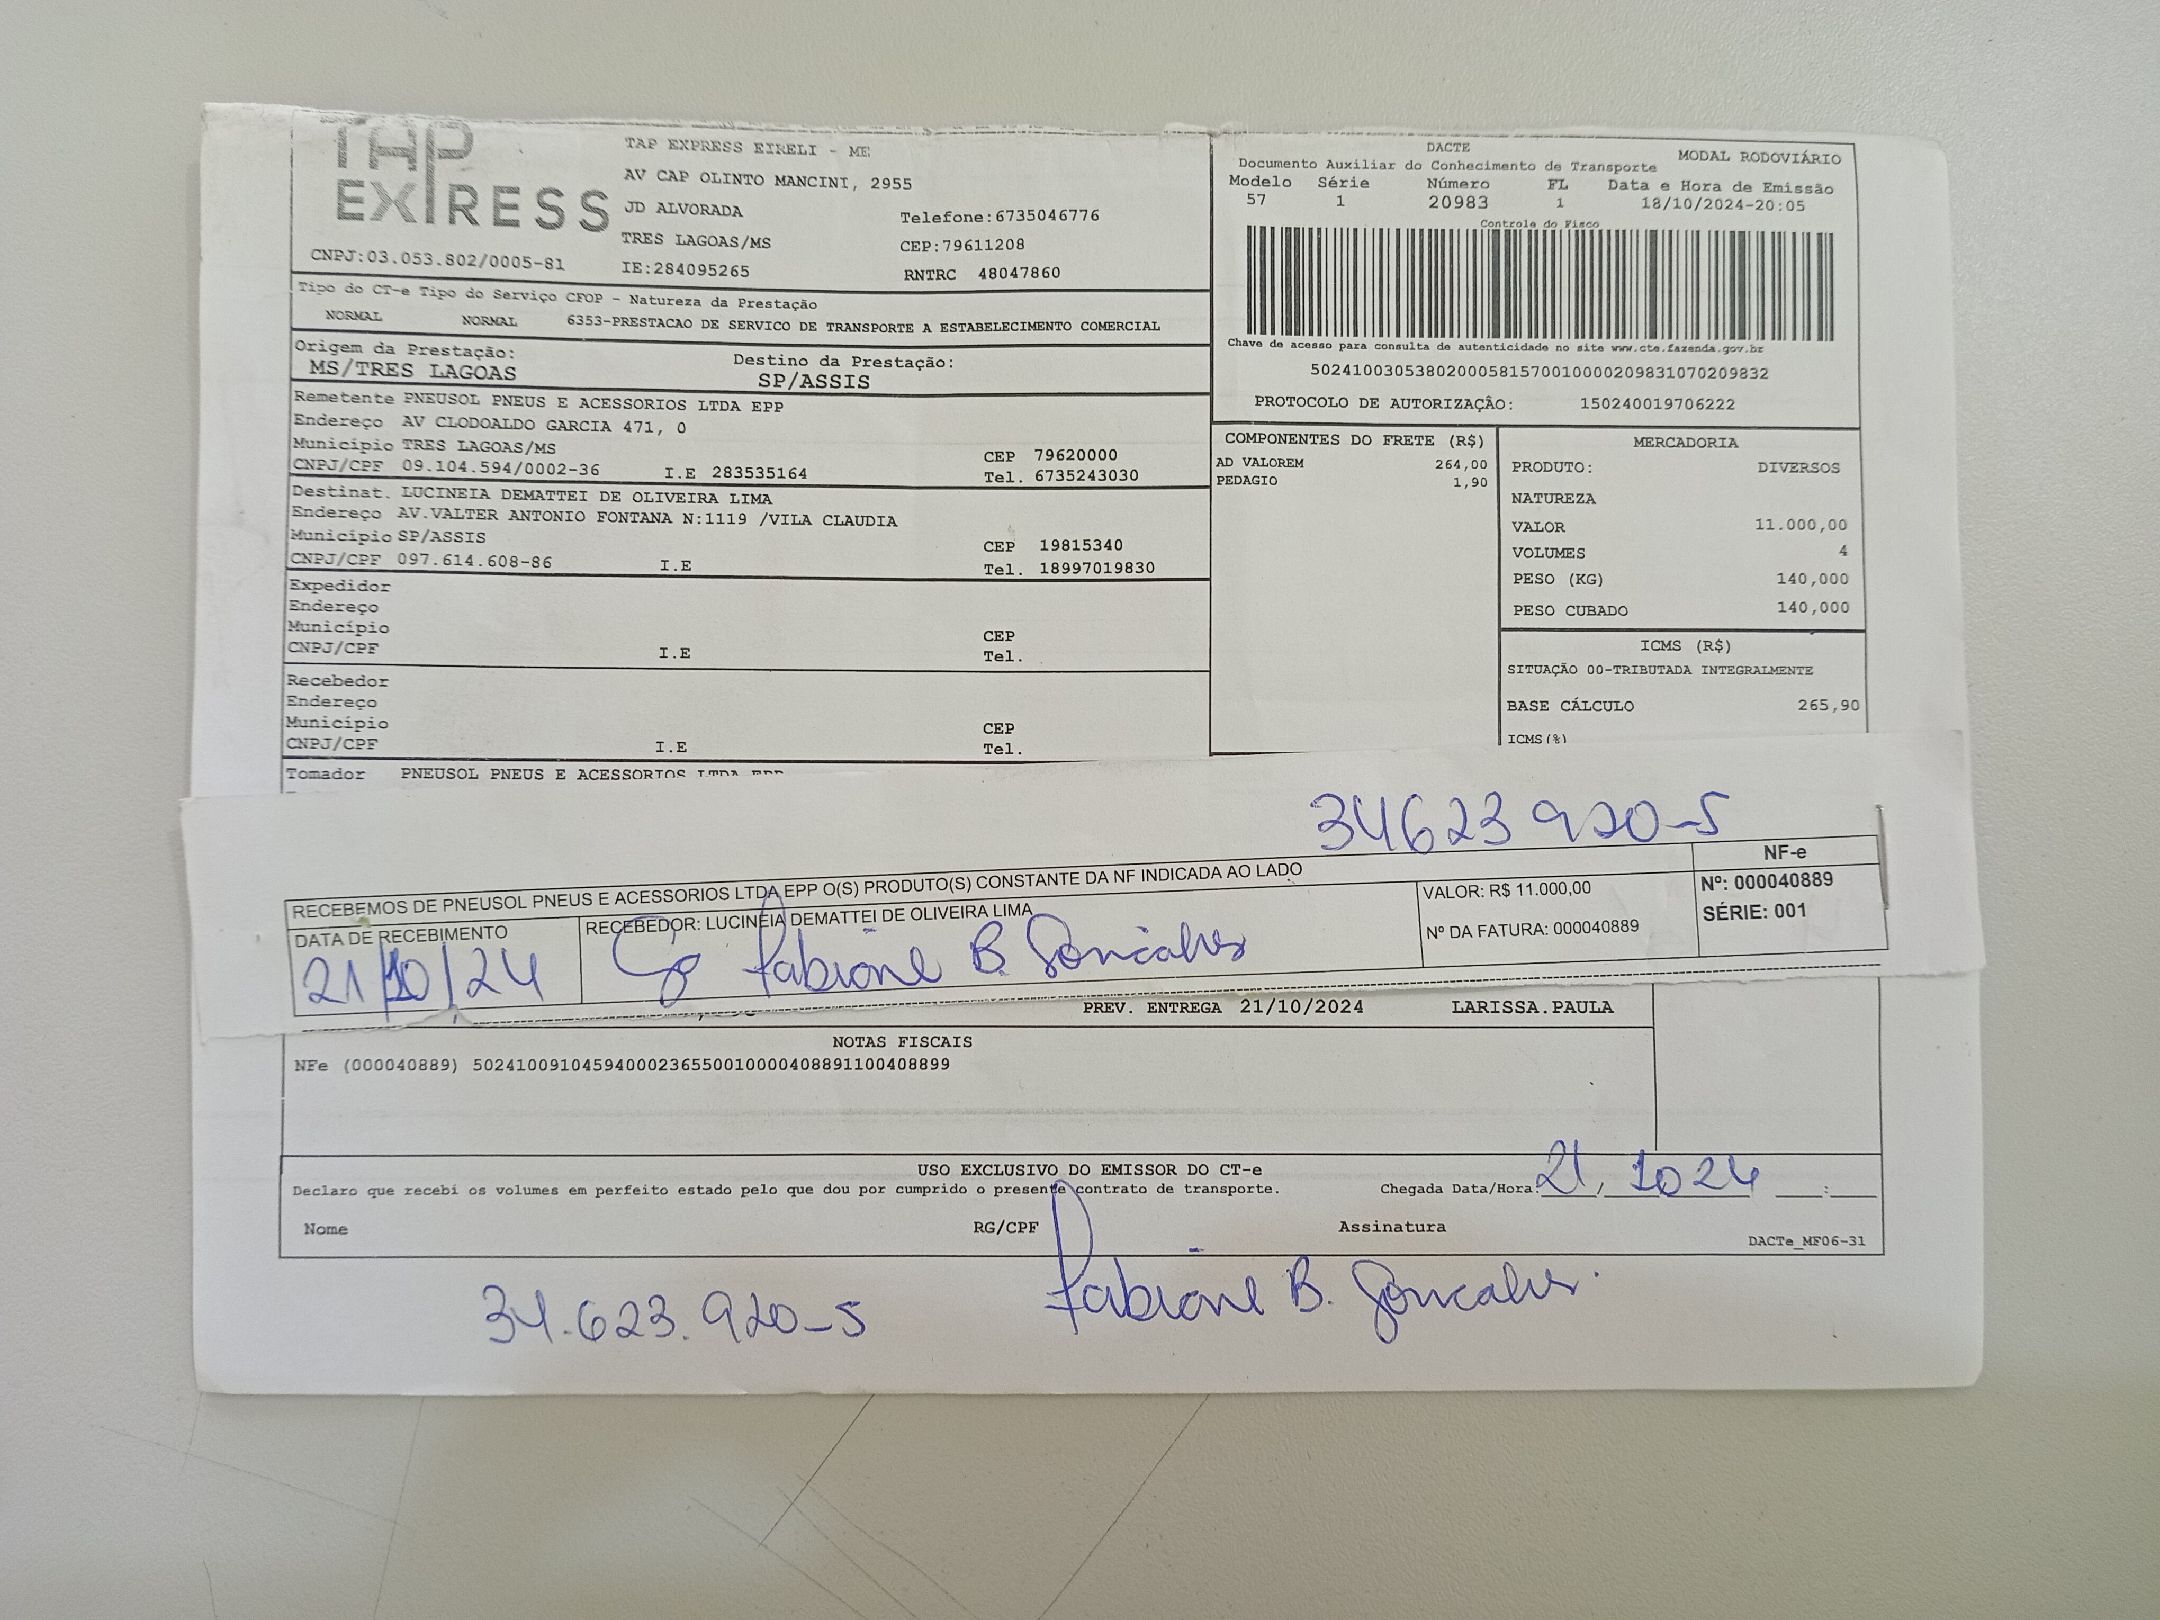 TAP
EXPRESS
TAP EXPRESS EIRELI - ME
AV CAP OLINTO MANCINI, 2955
JD ALVORADA
Telefone:6735046776
TRES LAGOAS/MS
CEP:79611208
CNPJ:03.053.802/0005-81
IE:284095265
RNTRC 48047860
DACTE
MODAL RODOVIÁRIO
Documento Auxiliar do Conhecimento de Transporte
Modelo Série Número FL Data e Hora de Emissão
57 1 20983 1 18/10/2024-20:05
Controle do Fisco
Chave de acesso para consulta de autenticidade no site www.cte.fazenda.gov.br
50241003053802000581570010000209831070209832
PROTOCOLO DE AUTORIZAÇÃO: 150240019706222
Tipo do CT-e Tipo do Serviço CFOP - Natureza da Prestação
NORMAL NORMAL 6353-PRESTACAO DE SERVICO DE TRANSPORTE A ESTABELECIMENTO COMERCIAL
Origem da Prestação: Destino da Prestação:
MS/TRES LAGOAS SP/ASSIS
Remetente PNEUSOL PNEUS E ACESSORIOS LTDA EPP
Endereço AV CLODOALDO GARCIA 471, 0
Município TRES LAGOAS/MS CEP 79620000
CNPJ/CPF 09.104.594/0002-36 I.E 283535164 Tel. 6735243030
Destinat. LUCINEIA DEMATTEI DE OLIVEIRA LIMA
Endereço AV.VALTER ANTONIO FONTANA N:1119 /VILA CLAUDIA
Município SP/ASSIS CEP 19815340
CNPJ/CPF 097.614.608-86 I.E Tel. 18997019830
Expedidor
Endereço
Município CEP
CNPJ/CPF I.E Tel.
Recebedor
Endereço
Município CEP
CNPJ/CPF I.E Tel.
Tomador PNEUSOL PNEUS E ACESSORIOS LTDA EPP
COMPONENTES DO FRETE (R$)
AD VALOREM 264,00
PEDAGIO 1,90
MERCADORIA
PRODUTO: DIVERSOS
NATUREZA
VALOR 11.000,00
VOLUMES 4
PESO (KG) 140,000
PESO CUBADO 140,000
ICMS (R$)
SITUAÇÃO 00-TRIBUTADA INTEGRALMENTE
BASE CÁLCULO 265,90
ICMS(%)
34623920-5
RECEBEMOS DE PNEUSOL PNEUS E ACESSORIOS LTDA EPP O(S) PRODUTO(S) CONSTANTE DA NF INDICADA AO LADO
NF-e
Nº: 000040889
SÉRIE: 001
DATA DE RECEBIMENTO
RECEBEDOR: LUCINEIA DEMATTEI DE OLIVEIRA LIMA
VALOR: R$ 11.000,00
Nº DA FATURA: 000040889
21/10/24
Fabione B. Goncalves
PREV. ENTREGA 21/10/2024 LARISSA.PAULA
NOTAS FISCAIS
NFe (000040889) 50241009104594000236550010000408891100408899
USO EXCLUSIVO DO EMISSOR DO CT-e
Declaro que recebi os volumes em perfeito estado pelo que dou por cumprido o presente contrato de transporte.
Chegada Data/Hora: 21, 10 24 :
Nome RG/CPF Assinatura
DACTe_MF06-31
34.623.920-5
Fabione B. Goncalves.